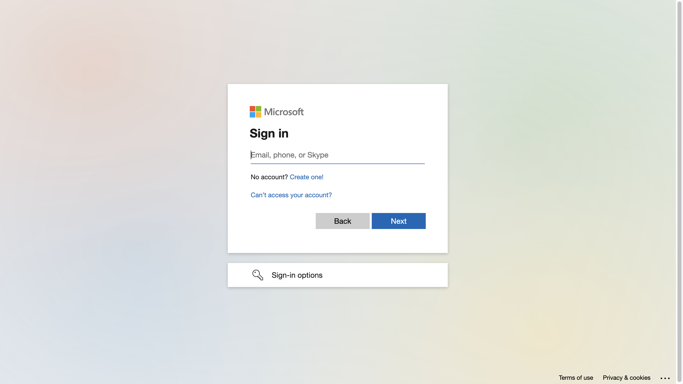 Microsoft
Sign in
Email, phone, or Skype
No account? Create one!
Can't access your account?
Back Next
Sign-in options
Terms of use Privacy & cookies ...